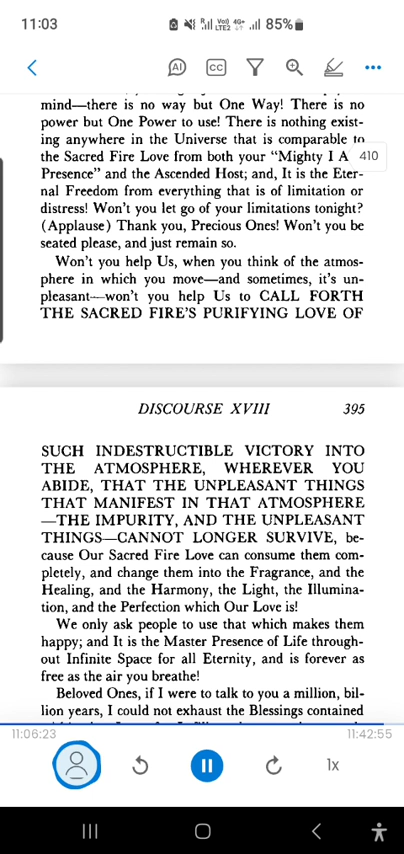 11:03
Vo)) 4G+ 85%
LTE2
AI CC
mind—there is no way but One Way! There is no
power but One Power to use! There is nothing exist-
ing anywhere in the Universe that is comparable to
the Sacred Fire Love from both your “Mighty I A
410
Presence” and the Ascended Host; and, It is the Eter-
nal Freedom from everything that is of limitation or
distress! Won’t you let go of your limitations tonight?
(Applause) Thank you, Precious Ones! Won’t you be
seated please, and just remain so.
Won’t you help Us, when you think of the atmos-
phere in which you move—and sometimes, it’s un-
pleasant—won’t you help Us to CALL FORTH
THE SACRED FIRE’S PURIFYING LOVE OF
DISCOURSE XVIII 395
SUCH INDESTRUCTIBLE VICTORY INTO
THE ATMOSPHERE, WHEREVER YOU
ABIDE, THAT THE UNPLEASANT THINGS
THAT MANIFEST IN THAT ATMOSPHERE
—THE IMPURITY, AND THE UNPLEASANT
THINGS—CANNOT LONGER SURVIVE, be-
cause Our Sacred Fire Love can consume them com-
pletely, and change them into the Fragrance, and the
Healing, and the Harmony, the Light, the Illumina-
tion, and the Perfection which Our Love is!
We only ask people to use that which makes them
happy; and It is the Master Presence of Life through-
out Infinite Space for all Eternity, and is forever as
free as the air you breathe!
Beloved Ones, if I were to talk to you a million, bil-
lion years, I could not exhaust the Blessings contained
11:06:23 11:42:55
1x